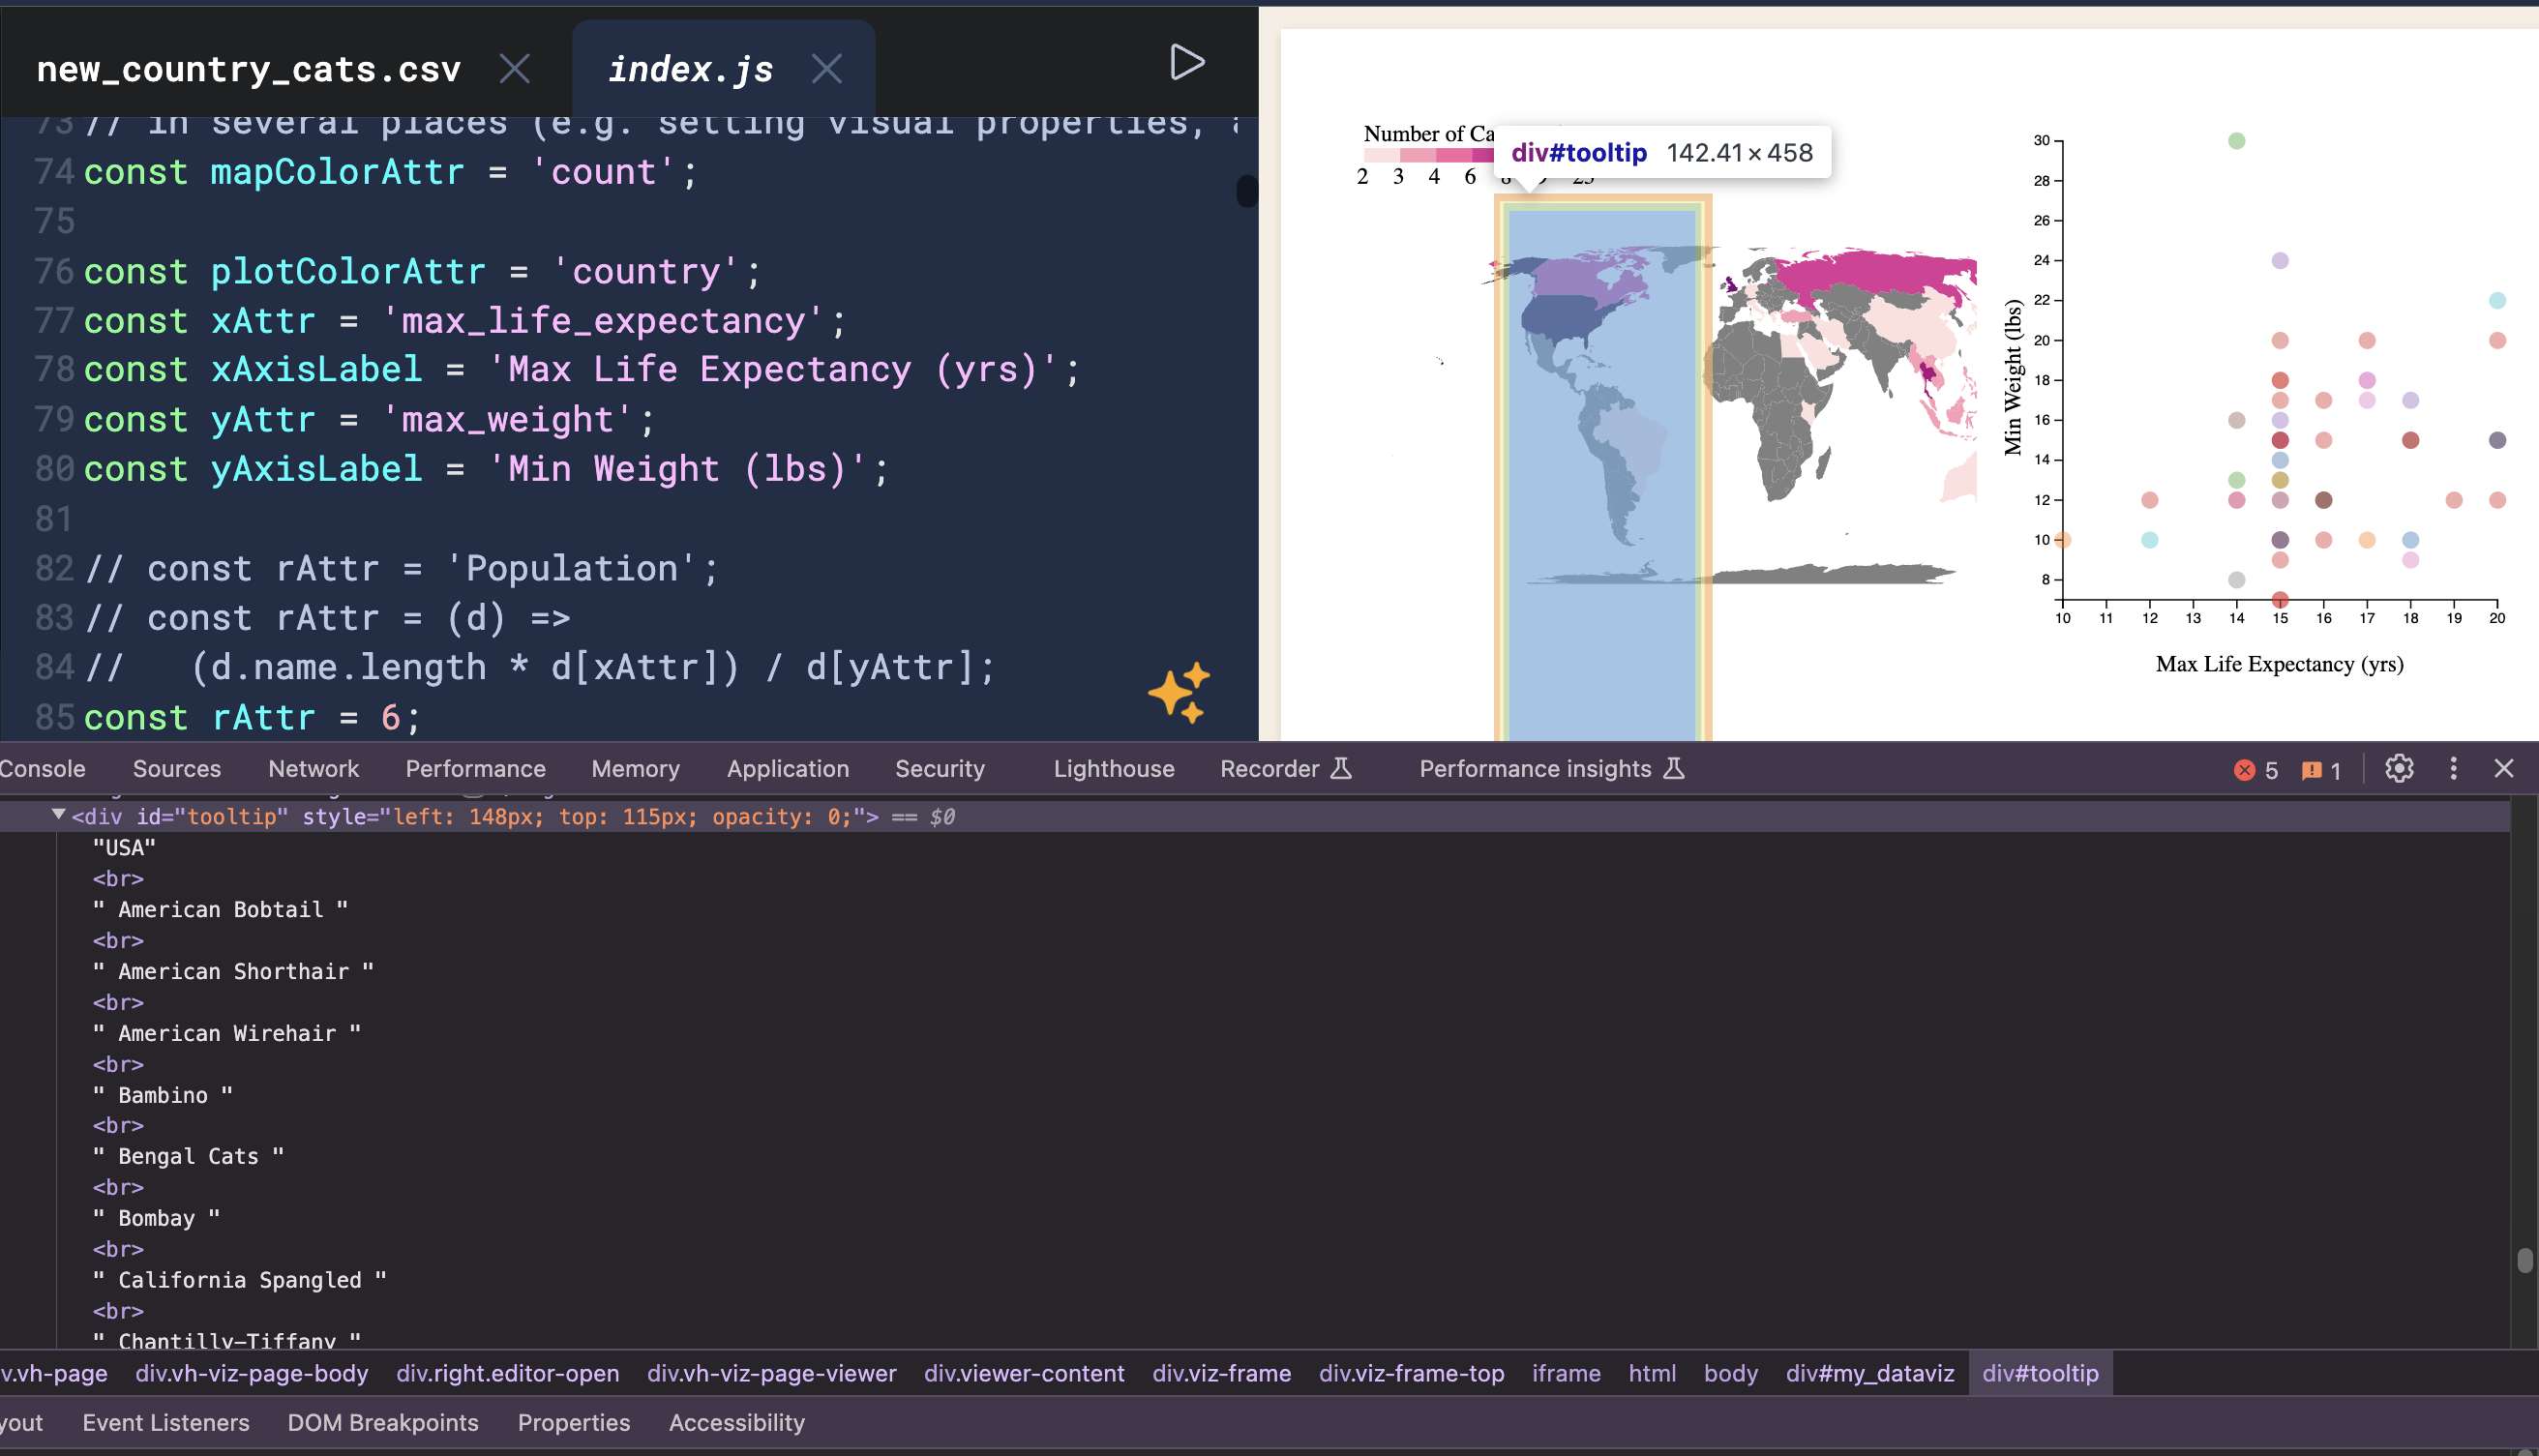 new_country_cats.csv
index.js
73 // in several places (e.g. setting visual properties,
74 const mapColorAttr = 'count';
75
76 const plotColorAttr = 'country';
77 const xAttr = 'max_life_expectancy';
78 const xAxisLabel = 'Max Life Expectancy (yrs)';
79 const yAttr = 'max_weight';
80 const yAxisLabel = 'Min Weight (lbs)';
81
82 // const rAttr = 'Population';
83 // const rAttr = (d) =>
84 //   (d.name.length * d[xAttr]) / d[yAttr];
85 const rAttr = 6;
Number of Ca
div#tooltip 142.41×458
2 3 4 6 8 9 25
30
28
26
24
22
20
18
16
14
12
10
8
Min Weight (lbs)
10 11 12 13 14 15 16 17 18 19 20
Max Life Expectancy (yrs)
Console Sources Network Performance Memory Application Security Lighthouse Recorder Performance insights 5 1
<div id="tooltip" style="left: 148px; top: 115px; opacity: 0;"> == $0
"USA"
<br>
" American Bobtail "
<br>
" American Shorthair "
<br>
" American Wirehair "
<br>
" Bambino "
<br>
" Bengal Cats "
<br>
" Bombay "
<br>
" California Spangled "
<br>
" Chantilly-Tiffany "
v.vh-page div.vh-viz-page-body div.right.editor-open div.vh-viz-page-viewer div.viewer-content div.viz-frame div.viz-frame-top iframe html body div#my_dataviz div#tooltip
yout Event Listeners DOM Breakpoints Properties Accessibility